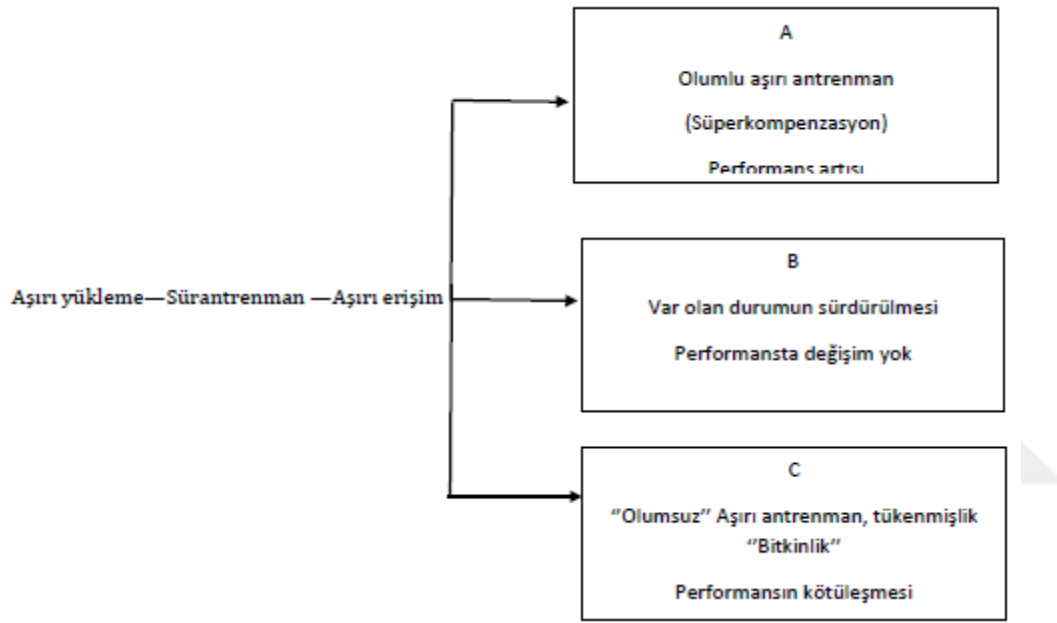 A
Olumlu aşırı antrenman
(Süperkompenzasyon)
Performans artışı
Aşırı yükleme—Sürantrenman —Aşırı erişim
B
Var olan durumun sürdürülmesi
Performansta değişim yok
C
“Olumsuz” Aşırı antrenman, tükenmişlik
“Bitkinlik”
Performansın kötüleşmesi